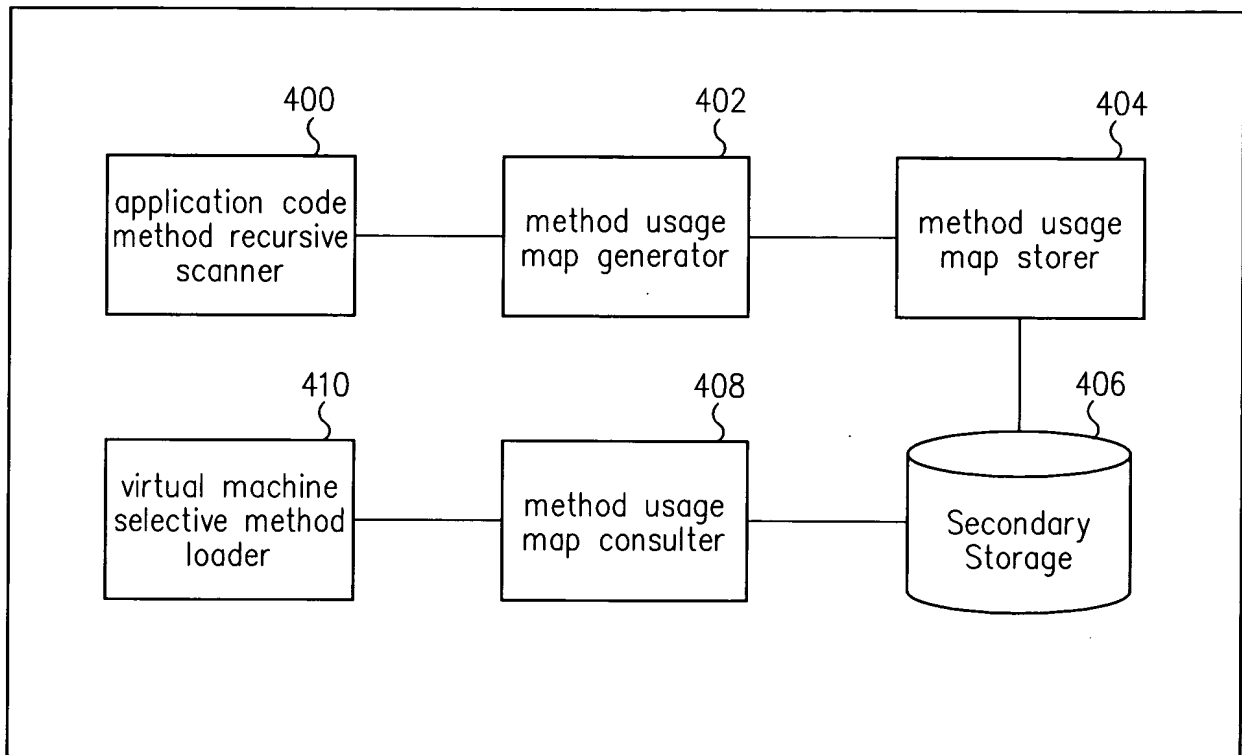 400
application code
method recursive
scanner
402
method usage
map generator
404
method usage
map storer
410
virtual machine
selective method
loader
408
method usage
map consulter
406
Secondary
Storage